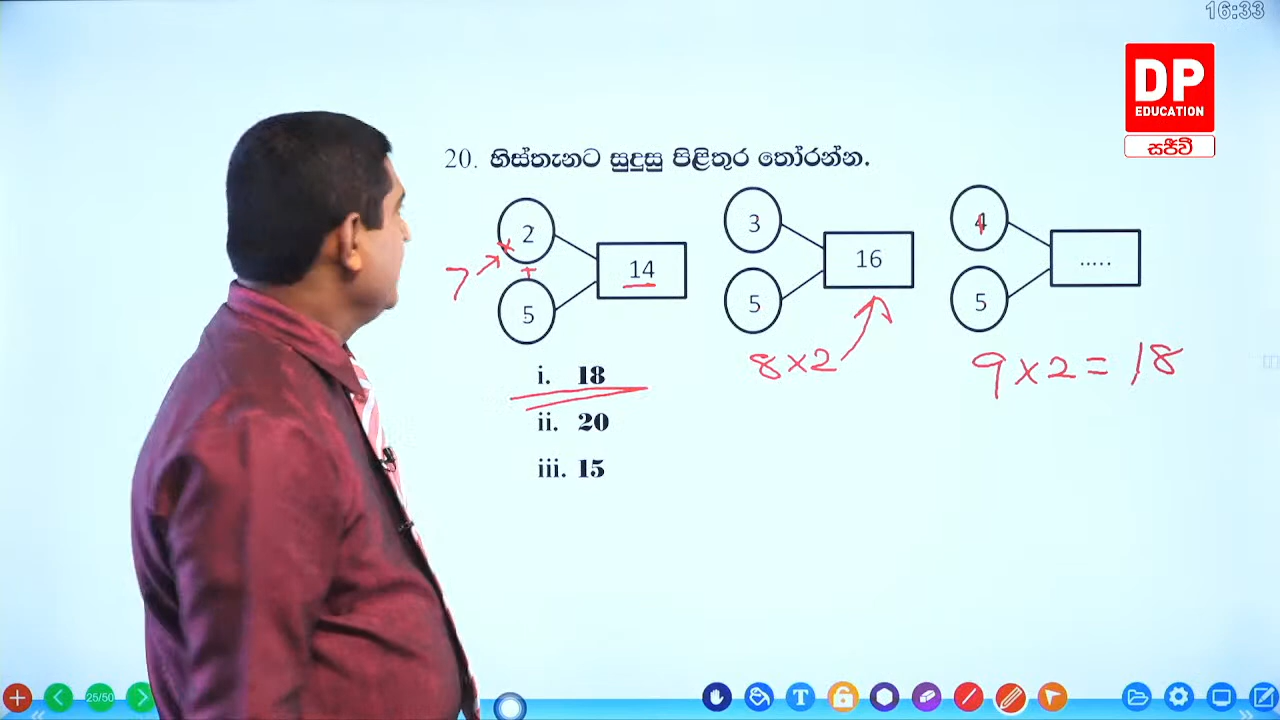 16:33
DP
EDUCATION
සජීවී
20. හිස්තැනට සුදුසු පිළිතුර තෝරන්න.
2 3 4
14 16 .....
7 × +
5 5 5
8×2 9×2=18
i. 18
ii. 20
iii. 15
25/50
T